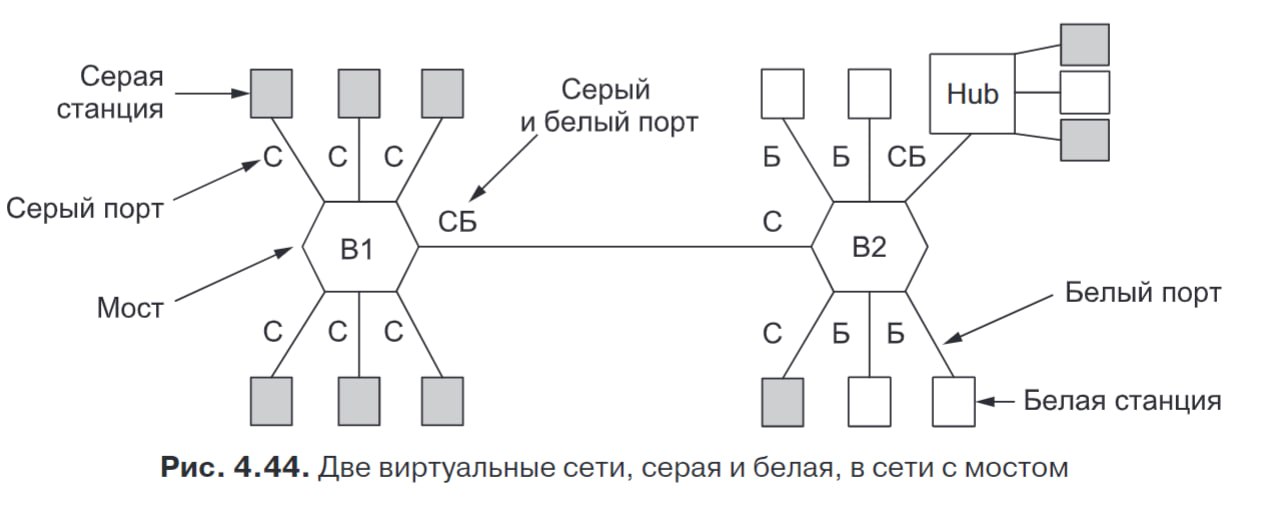 Серая
станция
Серый
и белый порт
Hub
С С С
Б Б СБ
Серый порт
СБ
С
B1
B2
Мост
Белый порт
С С С
С Б Б
Белая станция
Рис. 4.44. Две виртуальные сети, серая и белая, в сети с мостом